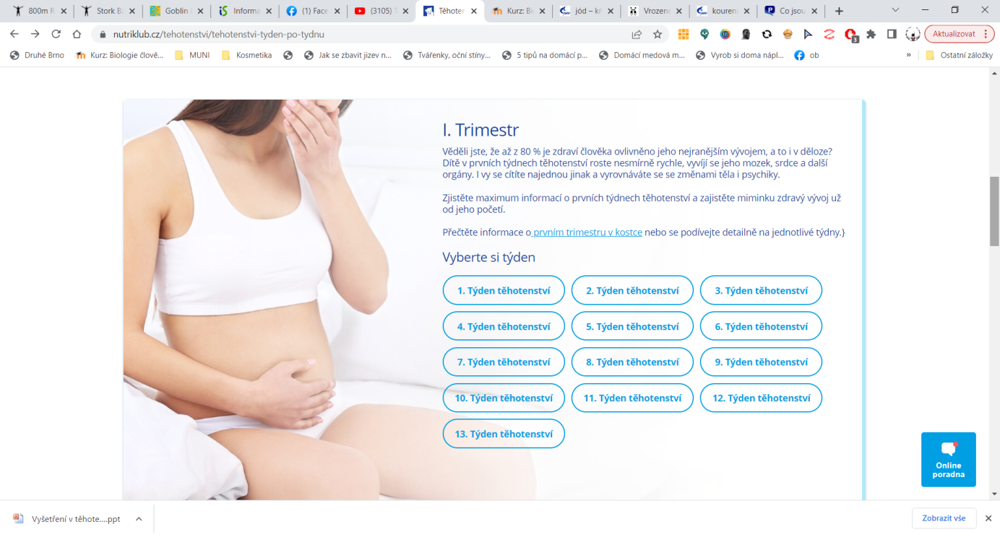 800m R
Stork Ba
Goblin
Informa
(1) Face
(3105) T
Těhoter
Kurz: Bi
jód – kř
Vrozene
koureni
Co jsou
nutriklub.cz/tehotenstvi/tehotenstvi-tyden-po-tydnu
3
Aktualizovat
Druhé Brno
Kurz: Biologie člově...
MUNI
Kosmetika
Jak se zbavit jizev n...
Tvářenky, oční stíny...
5 tipů na domácí p...
Domácí medová m...
Vyrob si doma nápl...
ob
»
Ostatní záložky
I. Trimestr
Věděli jste, že až z 80 % je zdraví člověka ovlivněno jeho nejranějším vývojem, a to i v děloze?
Dítě v prvních týdnech těhotenství roste nesmírně rychle, vyvíjí se jeho mozek, srdce a další
orgány. I vy se cítíte najednou jinak a vyrovnáváte se se změnami těla i psychiky.
Zjistěte maximum informací o prvních týdnech těhotenství a zajistěte miminku zdravý vývoj už
od jeho početí.
Přečtěte informace o prvním trimestru v kostce nebo se podívejte detailně na jednotlivé týdny.}
Vyberte si týden
1. Týden těhotenství
2. Týden těhotenství
3. Týden těhotenství
4. Týden těhotenství
5. Týden těhotenství
6. Týden těhotenství
7. Týden těhotenství
8. Týden těhotenství
9. Týden těhotenství
10. Týden těhotenství
11. Týden těhotenství
12. Týden těhotenství
13. Týden těhotenství
Online
poradna
Vyšetření v těhote....ppt
Zobrazit vše